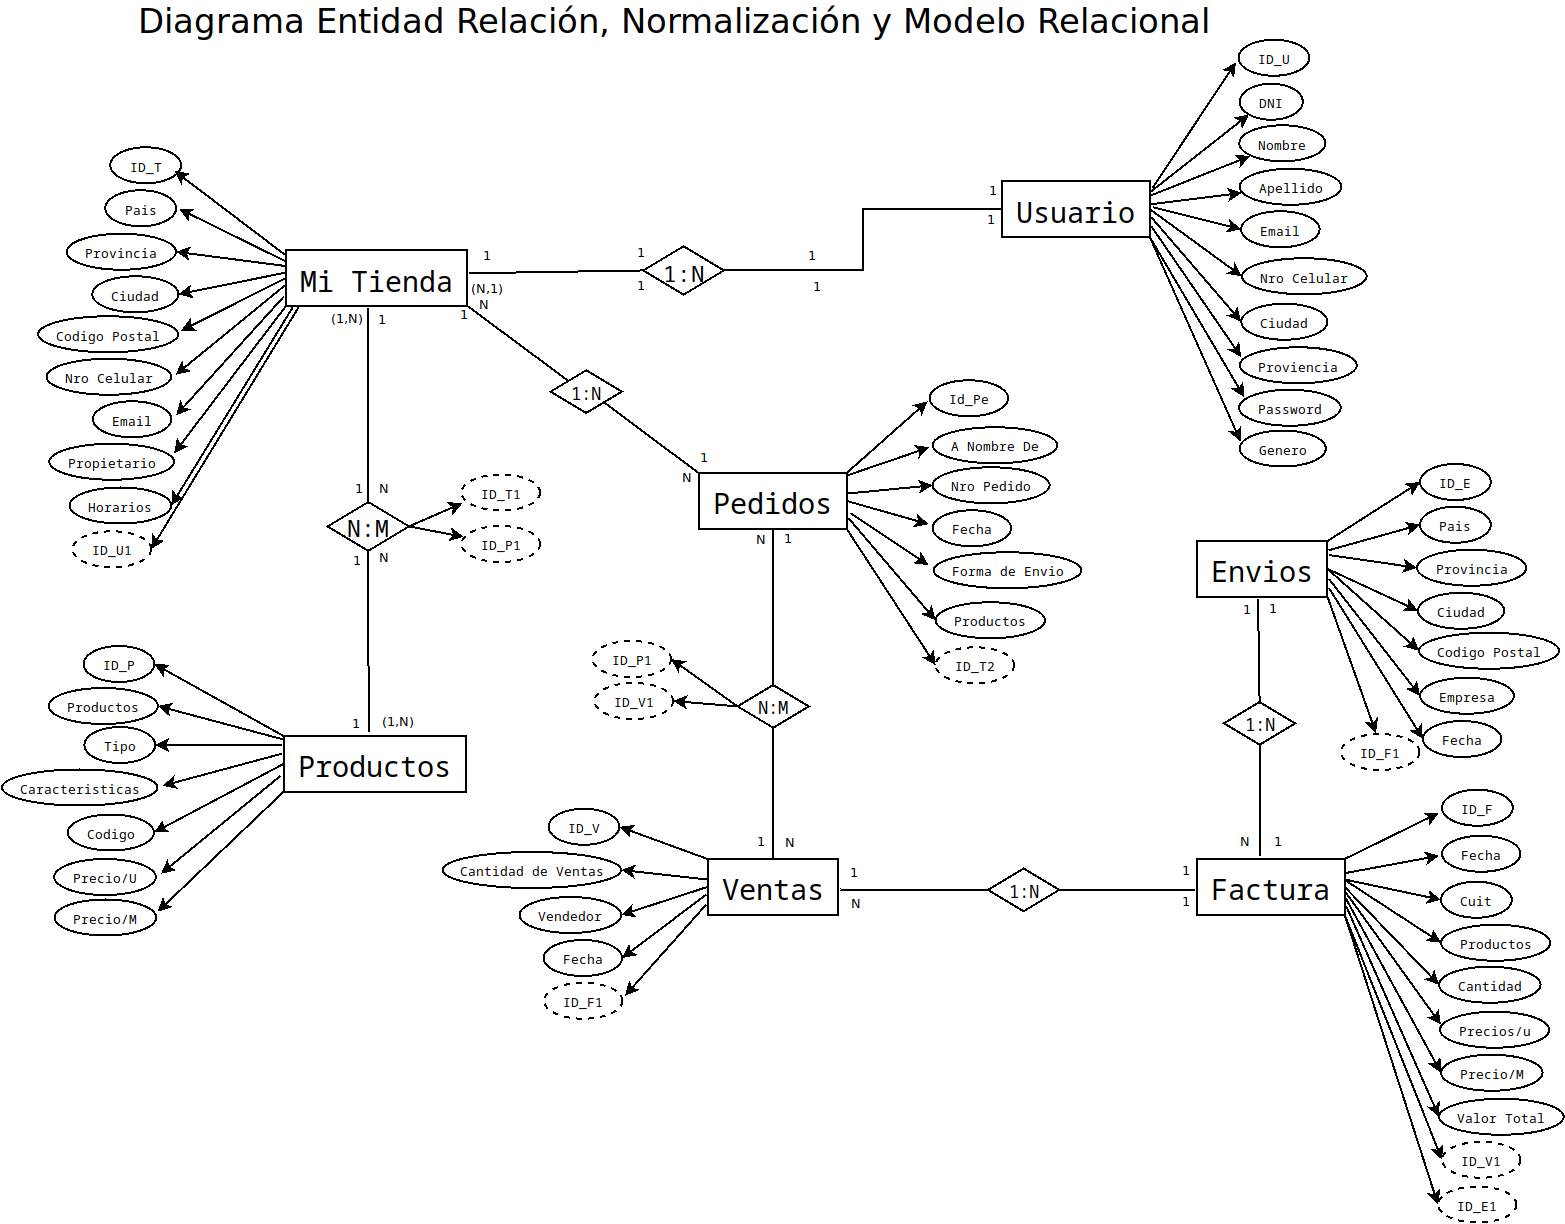 Diagrama Entidad Relación, Normalización y Modelo Relacional
ID_U
DNI
Nombre
Apellido
Email
Nro Celular
Ciudad
Proviencia
Password
Genero
Usuario
1
1
1
1
1:N
1
1
1
(N,1)
N
1
Mi Tienda
ID_T
Pais
Provincia
Ciudad
Codigo Postal
Nro Celular
Email
Propietario
Horarios
ID_U1
(1,N)
1
1:N
1
N
Pedidos
Id_Pe
A Nombre De
Nro Pedido
Fecha
Forma de Envio
Productos
ID_T2
1
N
N:M
ID_T1
ID_P1
1
N
1
(1,N)
Productos
ID_P
Productos
Tipo
Caracteristicas
Codigo
Precio/U
Precio/M
N
1
ID_P1
ID_V1
N:M
1
N
Ventas
ID_V
Cantidad de Ventas
Vendedor
Fecha
ID_F1
1
N
1:N
1
1
Envios
ID_E
Pais
Provincia
Ciudad
Codigo Postal
Empresa
Fecha
ID_F1
1
1
1:N
N
1
Factura
ID_F
Fecha
Cuit
Productos
Cantidad
Precios/u
Precio/M
Valor Total
ID_V1
ID_E1